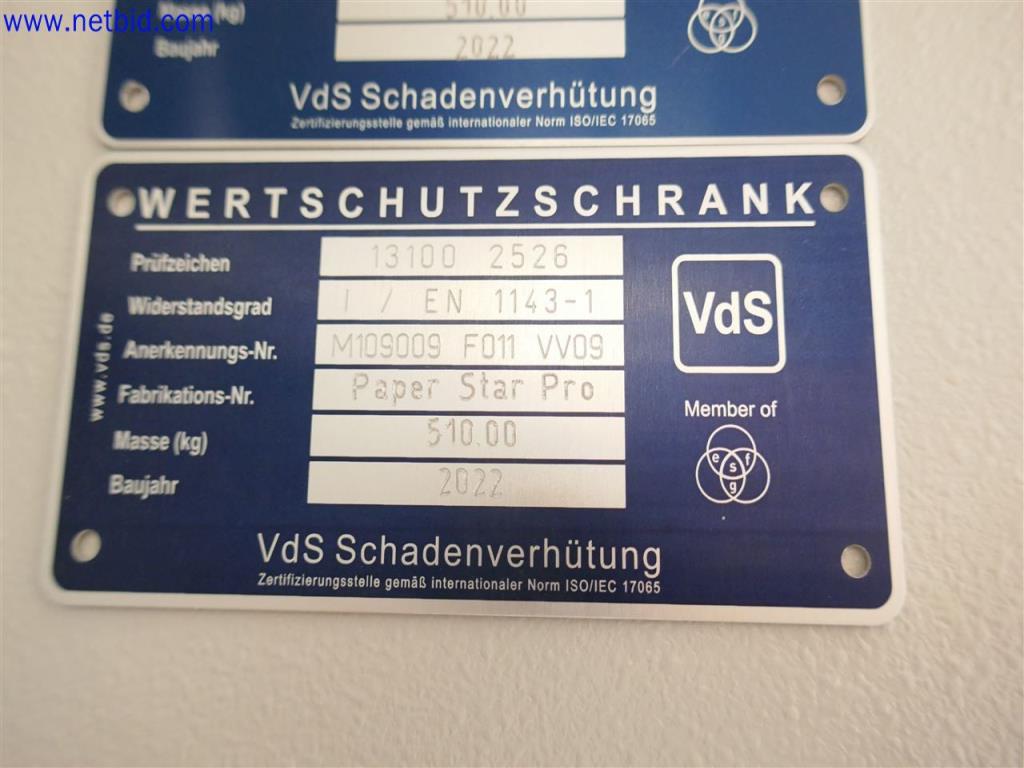 www.netbid.com
Masse (kg) 510.00
Baujahr 2022
VdS Schadenverhütung
Zertifizierungsstelle gemäß internationaler Norm ISO/IEC 17065
WERTSCHUTZSCHRANK
Prüfzeichen 13100 2526
Widerstandsgrad I / EN 1143-1
Anerkennungs-Nr. M109009 F011 VV09
Fabrikations-Nr. Paper Star Pro
Masse (kg) 510.00
Baujahr 2022
www.vds.de
VdS
Member of
e s f
g
VdS Schadenverhütung
Zertifizierungsstelle gemäß internationaler Norm ISO/IEC 17065